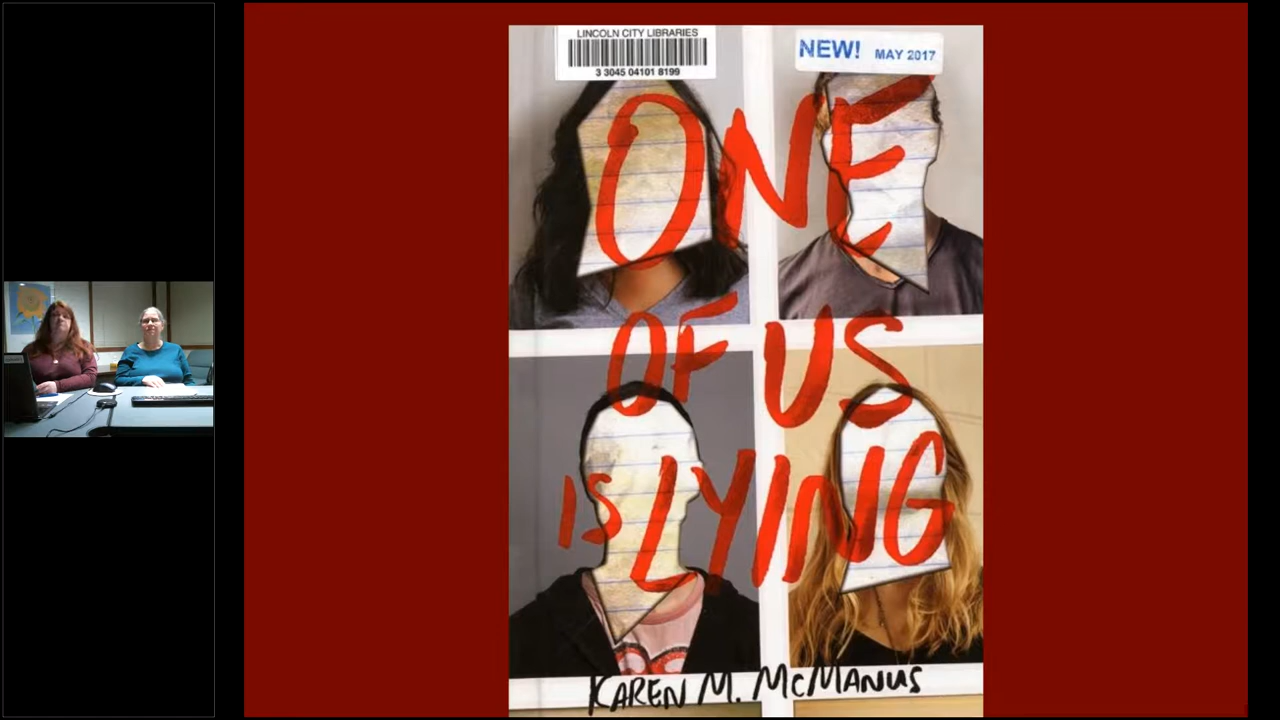 LINCOLN CITY LIBRARIES
3 3045 04101 8199
NEW! MAY 2017
ONE
OF US
IS LYING
KAREN M. McMANUS